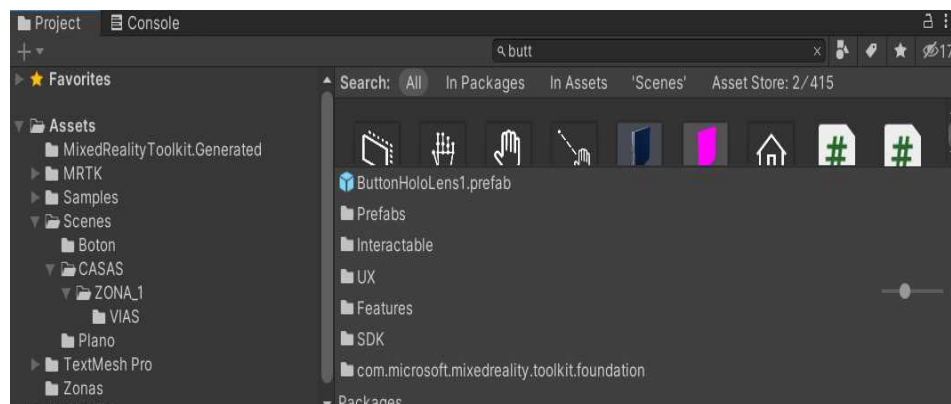 Project Console
butt
17
Favorites
Search: All In Packages In Assets 'Scenes' Asset Store: 2/415
Assets
MixedRealityToolkit.Generated
MRTK
Samples
Scenes
Boton
CASAS
ZONA_1
VIAS
Plano
TextMesh Pro
Zonas
# #
ButtonHoloLens1.prefab
Prefabs
Interactable
UX
Features
SDK
com.microsoft.mixedreality.toolkit.foundation
Packages